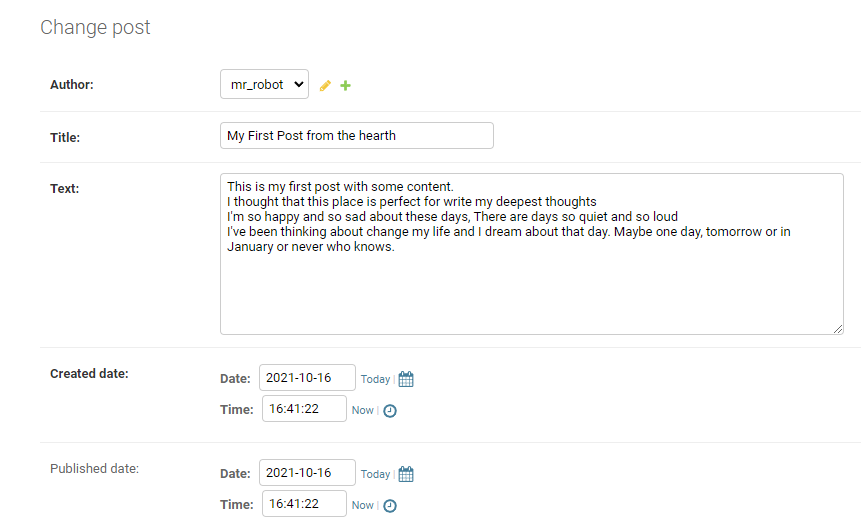 Change post
Author: mr_robot
Title: My First Post from the hearth
Text: This is my first post with some content.
I thought that this place is perfect for write my deepest thoughts
I'm so happy and so sad about these days, There are days so quiet and so loud
I've been thinking about change my life and I dream about that day. Maybe one day, tomorrow or in
January or never who knows.
Created date: Date: 2021-10-16 Today |
Time: 16:41:22 Now |
Published date: Date: 2021-10-16 Today |
Time: 16:41:22 Now |